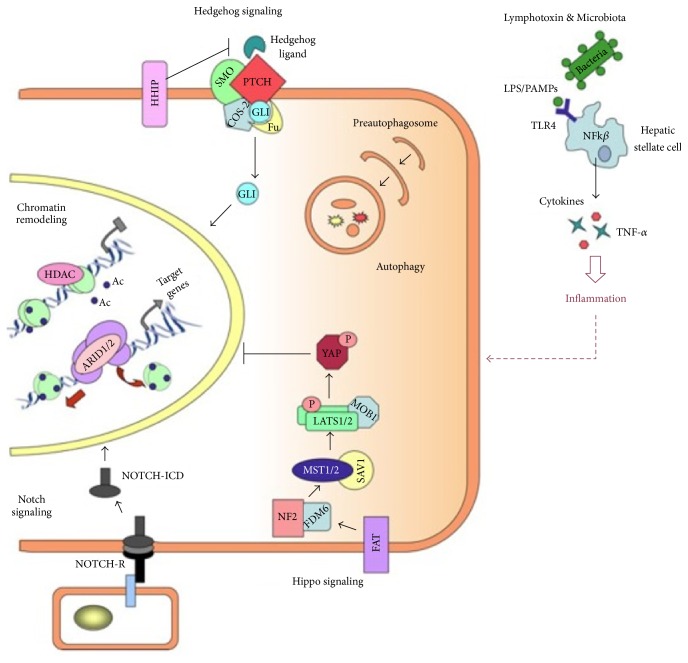 Hedgehog signaling
Hedgehog
ligand
HHIP
SMO
PTCH
COS-2
GLI
Fu
GLI
Preautophagosome
Autophagy
Lymphotoxin & Microbiota
Bacteria
LPS/PAMPs
TLR4
NFkβ
Hepatic
stellate cell
Cytokines
TNF-α
Inflammation
Chromatin
remodeling
HDAC
Ac
Ac
Target
genes
ARID1/2
YAP
P
P
LATS1/2
MOB1
MST1/2
SAV1
NF2
FDM6
FAT
Hippo signaling
NOTCH-ICD
Notch
signaling
NOTCH-R